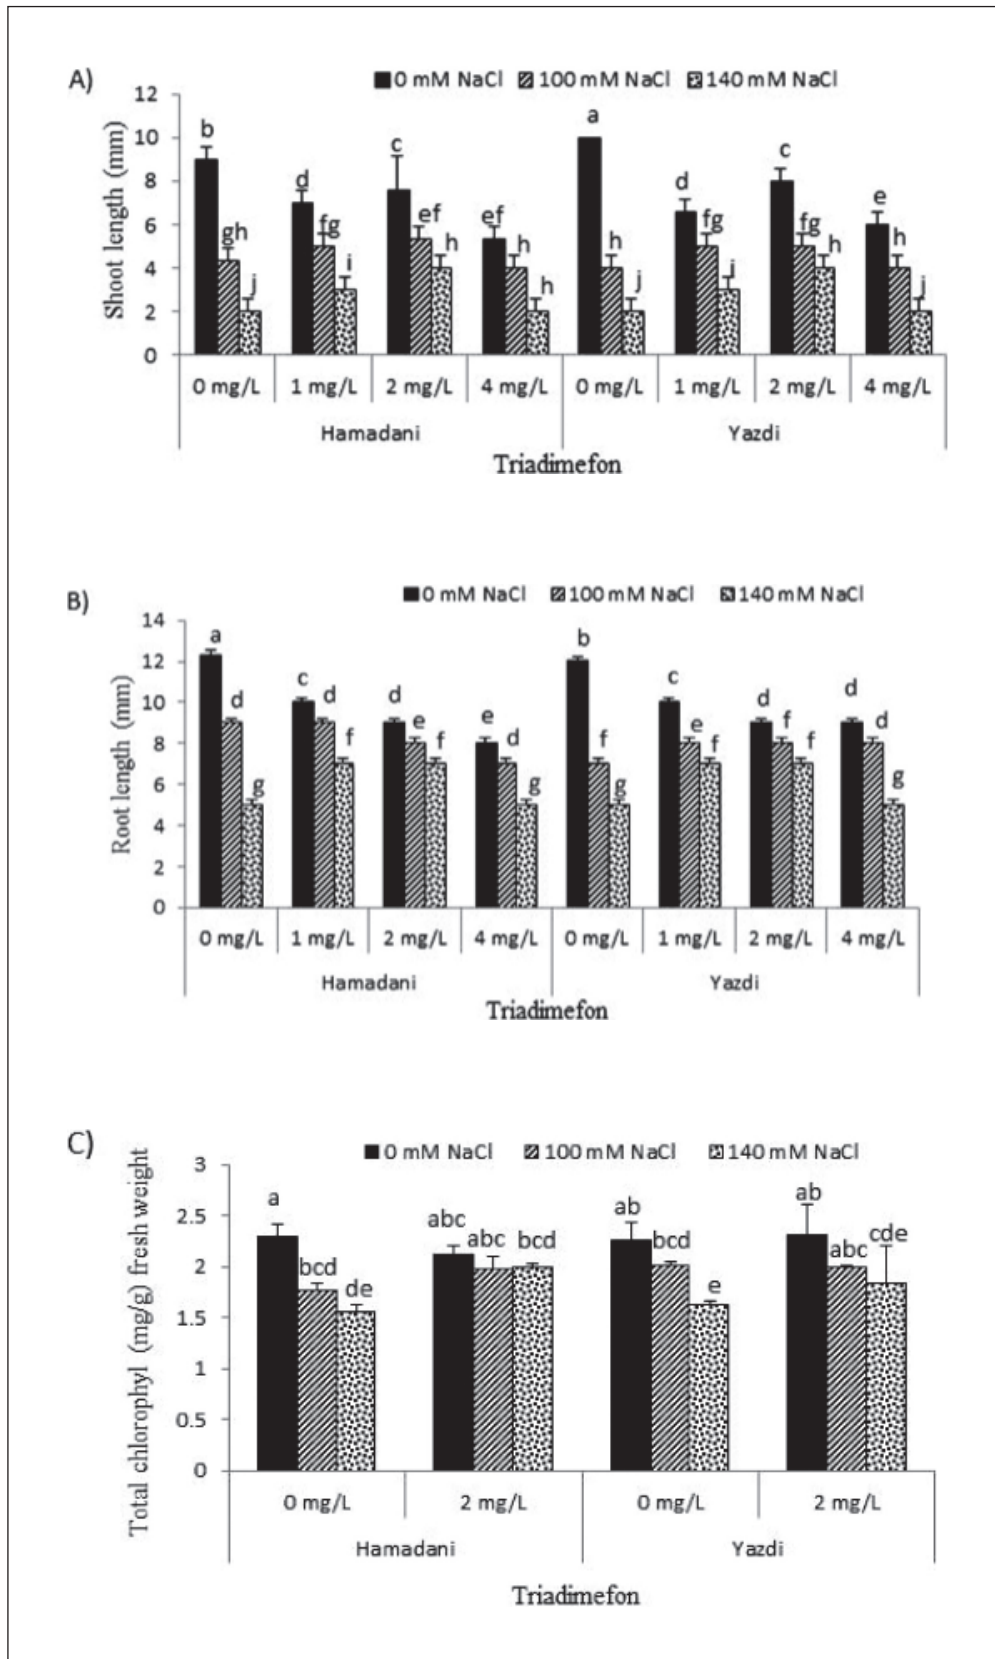 A)
0 mM NaCl 100 mM NaCl 140 mM NaCl
Shoot length (mm)
12
10
8
6
4
2
0
b gh j d fg i c ef h ef h h a h j d fg j c fg h e h j
0 mg/L 1 mg/L 2 mg/L 4 mg/L 0 mg/L 1 mg/L 2 mg/L 4 mg/L
Hamadani Yazdi
Triadimefon
B)
0 mM NaCl 100 mM NaCl 140 mM NaCl
Root length (mm)
14
12
10
8
6
4
2
0
a d g c d f d e f e d g b f g c e f d f f d d g
0 mg/L 1 mg/L 2 mg/L 4 mg/L 0 mg/L 1 mg/L 2 mg/L 4 mg/L
Hamadani Yazdi
Triadimefon
C)
0 mM NaCl 100 mM NaCl 140 mM NaCl
Total chlorophyl (mg/g) fresh weight
3
2.5
2
1.5
1
0.5
0
a bcd de abc abc bcd ab bcd e ab abc cde
0 mg/L 2 mg/L 0 mg/L 2 mg/L
Hamadani Yazdi
Triadimefon